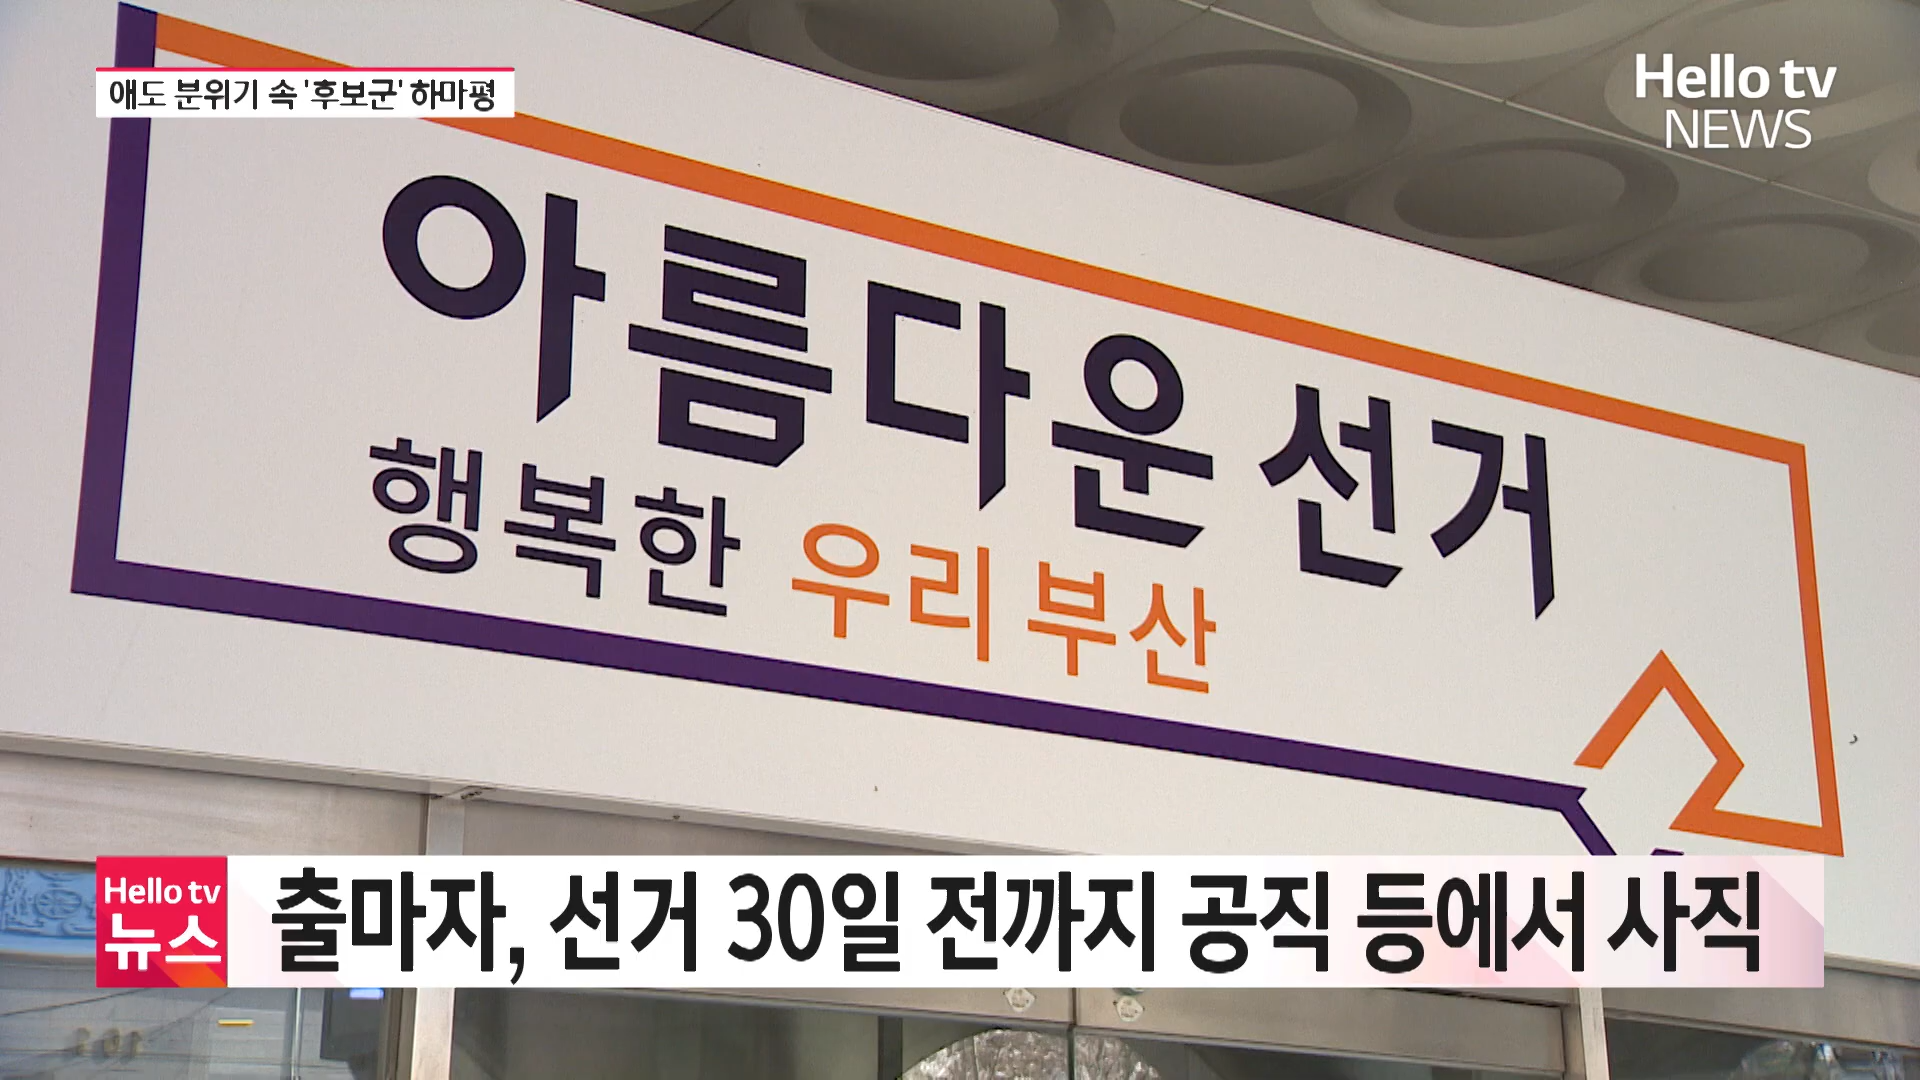 애도 분위기 속 '후보군' 하마평
Hello tv
NEWS
아름다운 선거
행복한 우리 부산
Hello tv
뉴스
출마자, 선거 30일 전까지 공직 등에서 사직